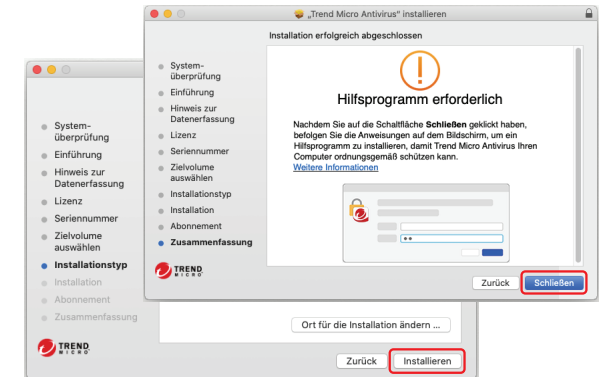 „Trend Micro Antivirus" installieren
Installation erfolgreich abgeschlossen
System-
überprüfung
Einführung
Hinweis zur
Datenerfassung
Lizenz
Seriennummer
Zielvolume
auswählen
Installationstyp
Installation
Abonnement
Zusammenfassung
TREND
MICRO
Hilfsprogramm erforderlich
Nachdem Sie auf die Schaltfläche Schließen geklickt haben,
befolgen Sie die Anweisungen auf dem Bildschirm, um ein
Hilfsprogramm zu installieren, damit Trend Micro Antivirus Ihren
Computer ordnungsgemäß schützen kann.
Weitere Informationen
Zurück
Schließen
System-
überprüfung
Einführung
Hinweis zur
Datenerfassung
Lizenz
Seriennummer
Zielvolume
auswählen
Installationstyp
Installation
Abonnement
Zusammenfassung
TREND
MICRO
Ort für die Installation ändern ...
Zurück
Installieren